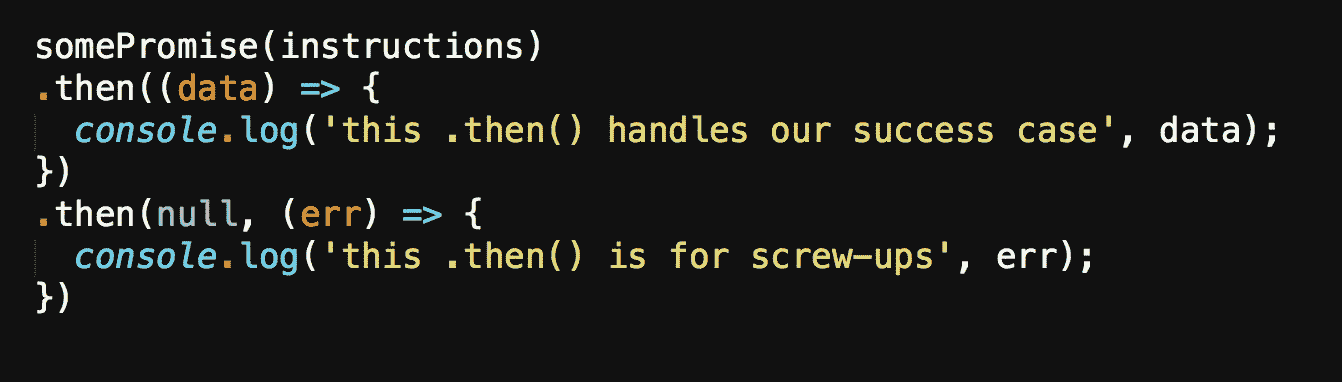 somePromise(instructions)
.then((data) => {
  console.log('this .then() handles our success case', data);
})
.then(null, (err) => {
  console.log('this .then() is for screw-ups', err);
})